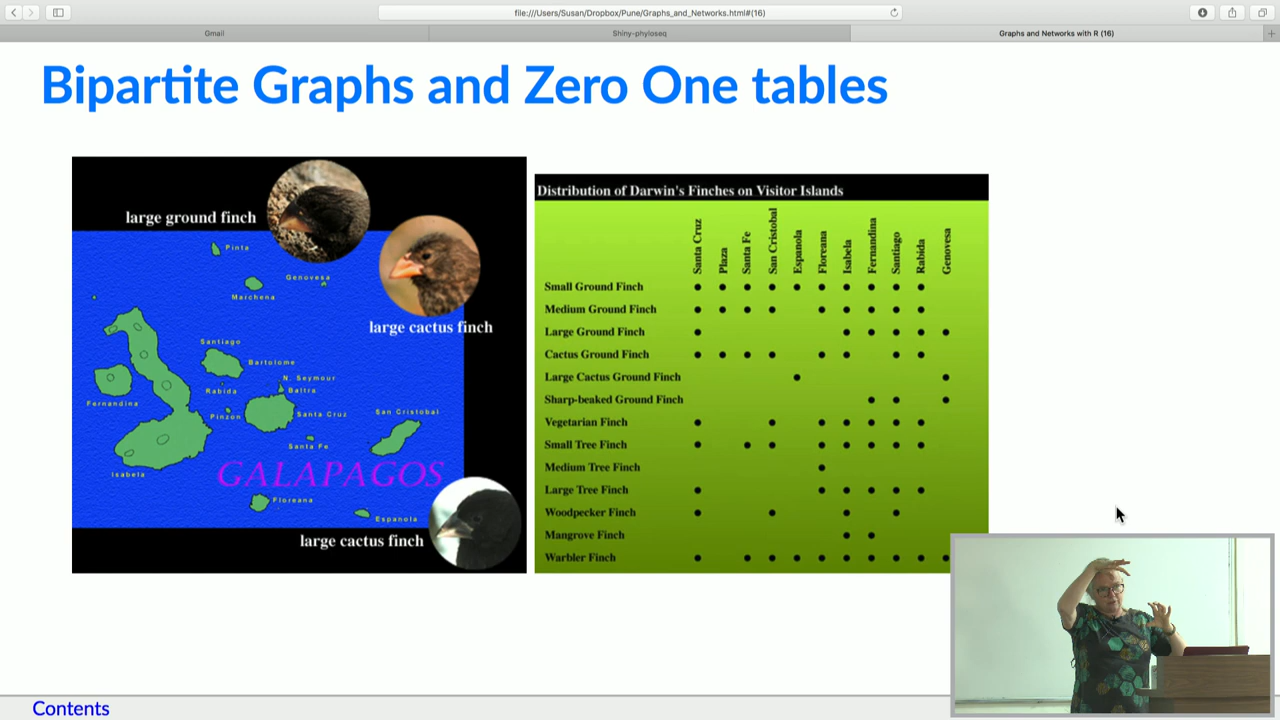 file:///Users/Susan/Dropbox/Pune/Graphs_and_Networks.html#(16)
Gmail
Shiny-phyloseq
Graphs and Networks with R (16)
Bipartite Graphs and Zero One tables
large ground finch
Pinta
Genovesa
Marchena
large cactus finch
Santiago
Bartolome
N. Seymour
Rabida
Baltra
Fernandina
Pinzon
Santa Cruz
San Cristobal
Santa Fe
Isabela
GALAPAGOS
Floreana
Espanola
large cactus finch
Distribution of Darwin's Finches on Visitor Islands
Santa Cruz
Plaza
Santa Fe
San Cristobal
Espanola
Floreana
Isabela
Fernandina
Santiago
Rabida
Genovesa
Small Ground Finch
Medium Ground Finch
Large Ground Finch
Cactus Ground Finch
Large Cactus Ground Finch
Sharp-beaked Ground Finch
Vegetarian Finch
Small Tree Finch
Medium Tree Finch
Large Tree Finch
Woodpecker Finch
Mangrove Finch
Warbler Finch
Contents